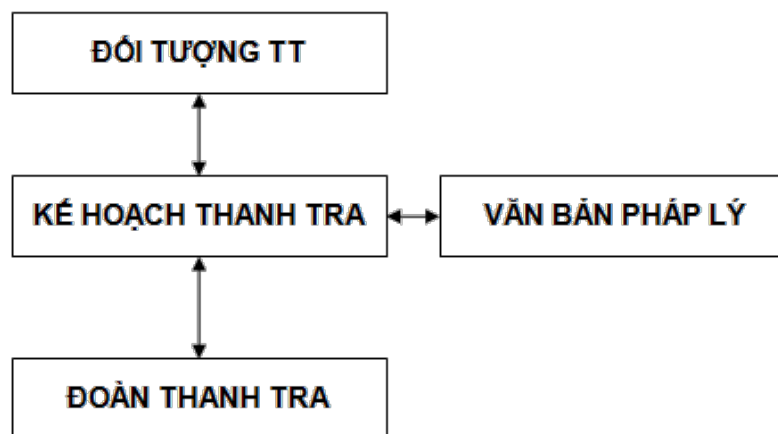 ĐỐI TƯỢNG TT
KẾ HOẠCH THANH TRA
VĂN BẢN PHÁP LÝ
ĐOÀN THANH TRA